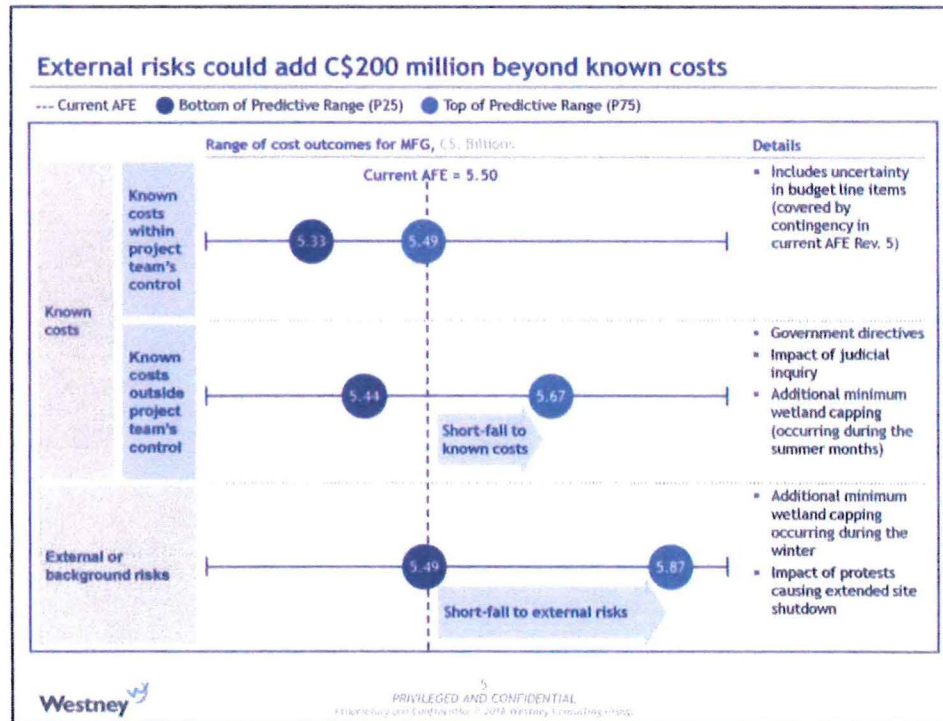 External risks could add C$200 million beyond known costs
--- Current AFE Bottom of Predictive Range (P25) Top of Predictive Range (P75)
Range of cost outcomes for MFG, C$, Billions
Details
Current AFE = 5.50
Known
costs
Known
costs
within
project
team's
control
5.33
5.49
Includes uncertainty
in budget line items
(covered by
contingency in
current AFE Rev. 5)
Known
costs
outside
project
team's
control
5.44
5.67
Short-fall to
known costs
Government directives
Impact of judicial
inquiry
Additional minimum
wetland capping
(occurring during the
summer months)
External or
background risks
5.49
5.87
Short-fall to external risks
Additional minimum
wetland capping
occurring during the
winter
Impact of protests
causing extended site
shutdown
Westney
5
PRIVILEGED AND CONFIDENTIAL
Proprietary and Confidential © Westney Consulting Group